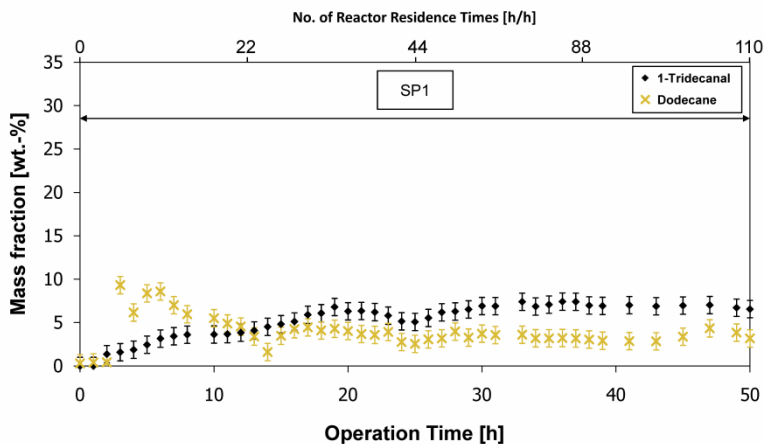 No. of Reactor Residence Times [h/h]
0 22 44 88 110
35
30
25
20
15
10
5
0
Mass fraction [wt.-%]
SP1
1-Tridecanal
Dodecane
0 10 20 30 40 50
Operation Time [h]